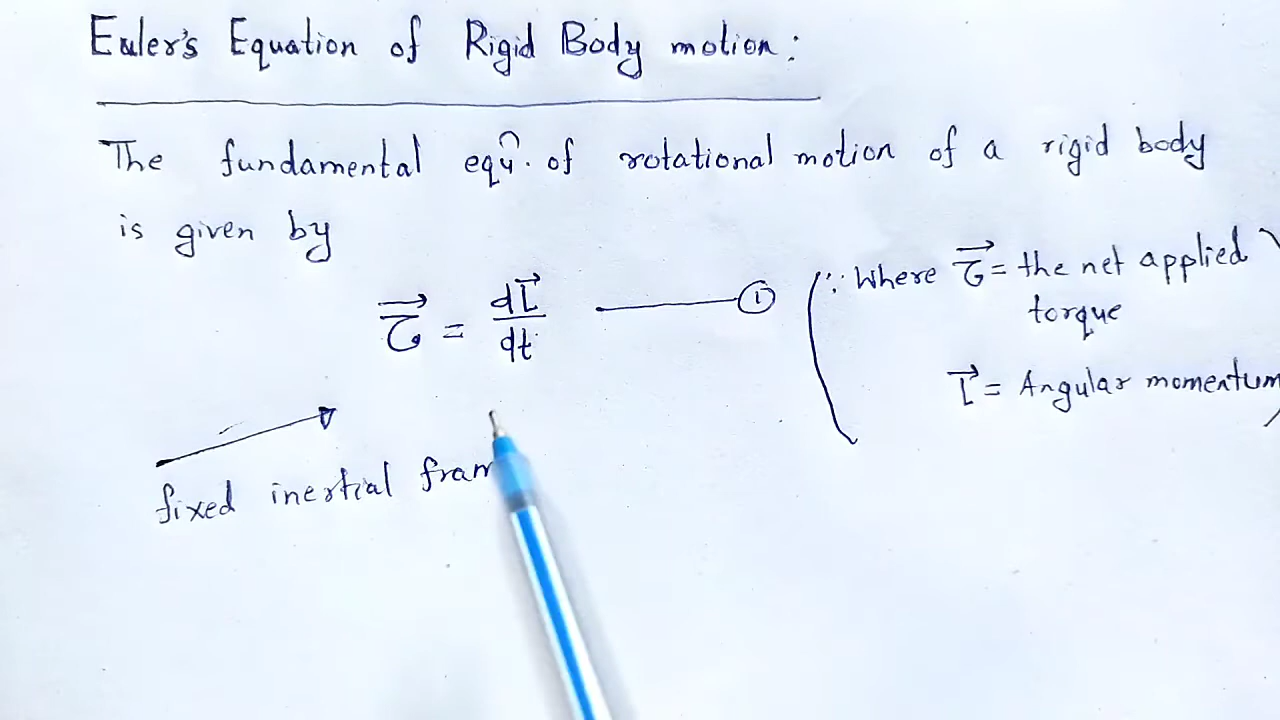 Euler's Equation of Rigid Body motion:
The fundamental equn. of rotational motion of a rigid body
is given by
τ⃗ = dL⃗/dt ——— ①
(∵ Where τ⃗ = the net applied
torque
L⃗ = Angular momentum)
fixed inertial fram